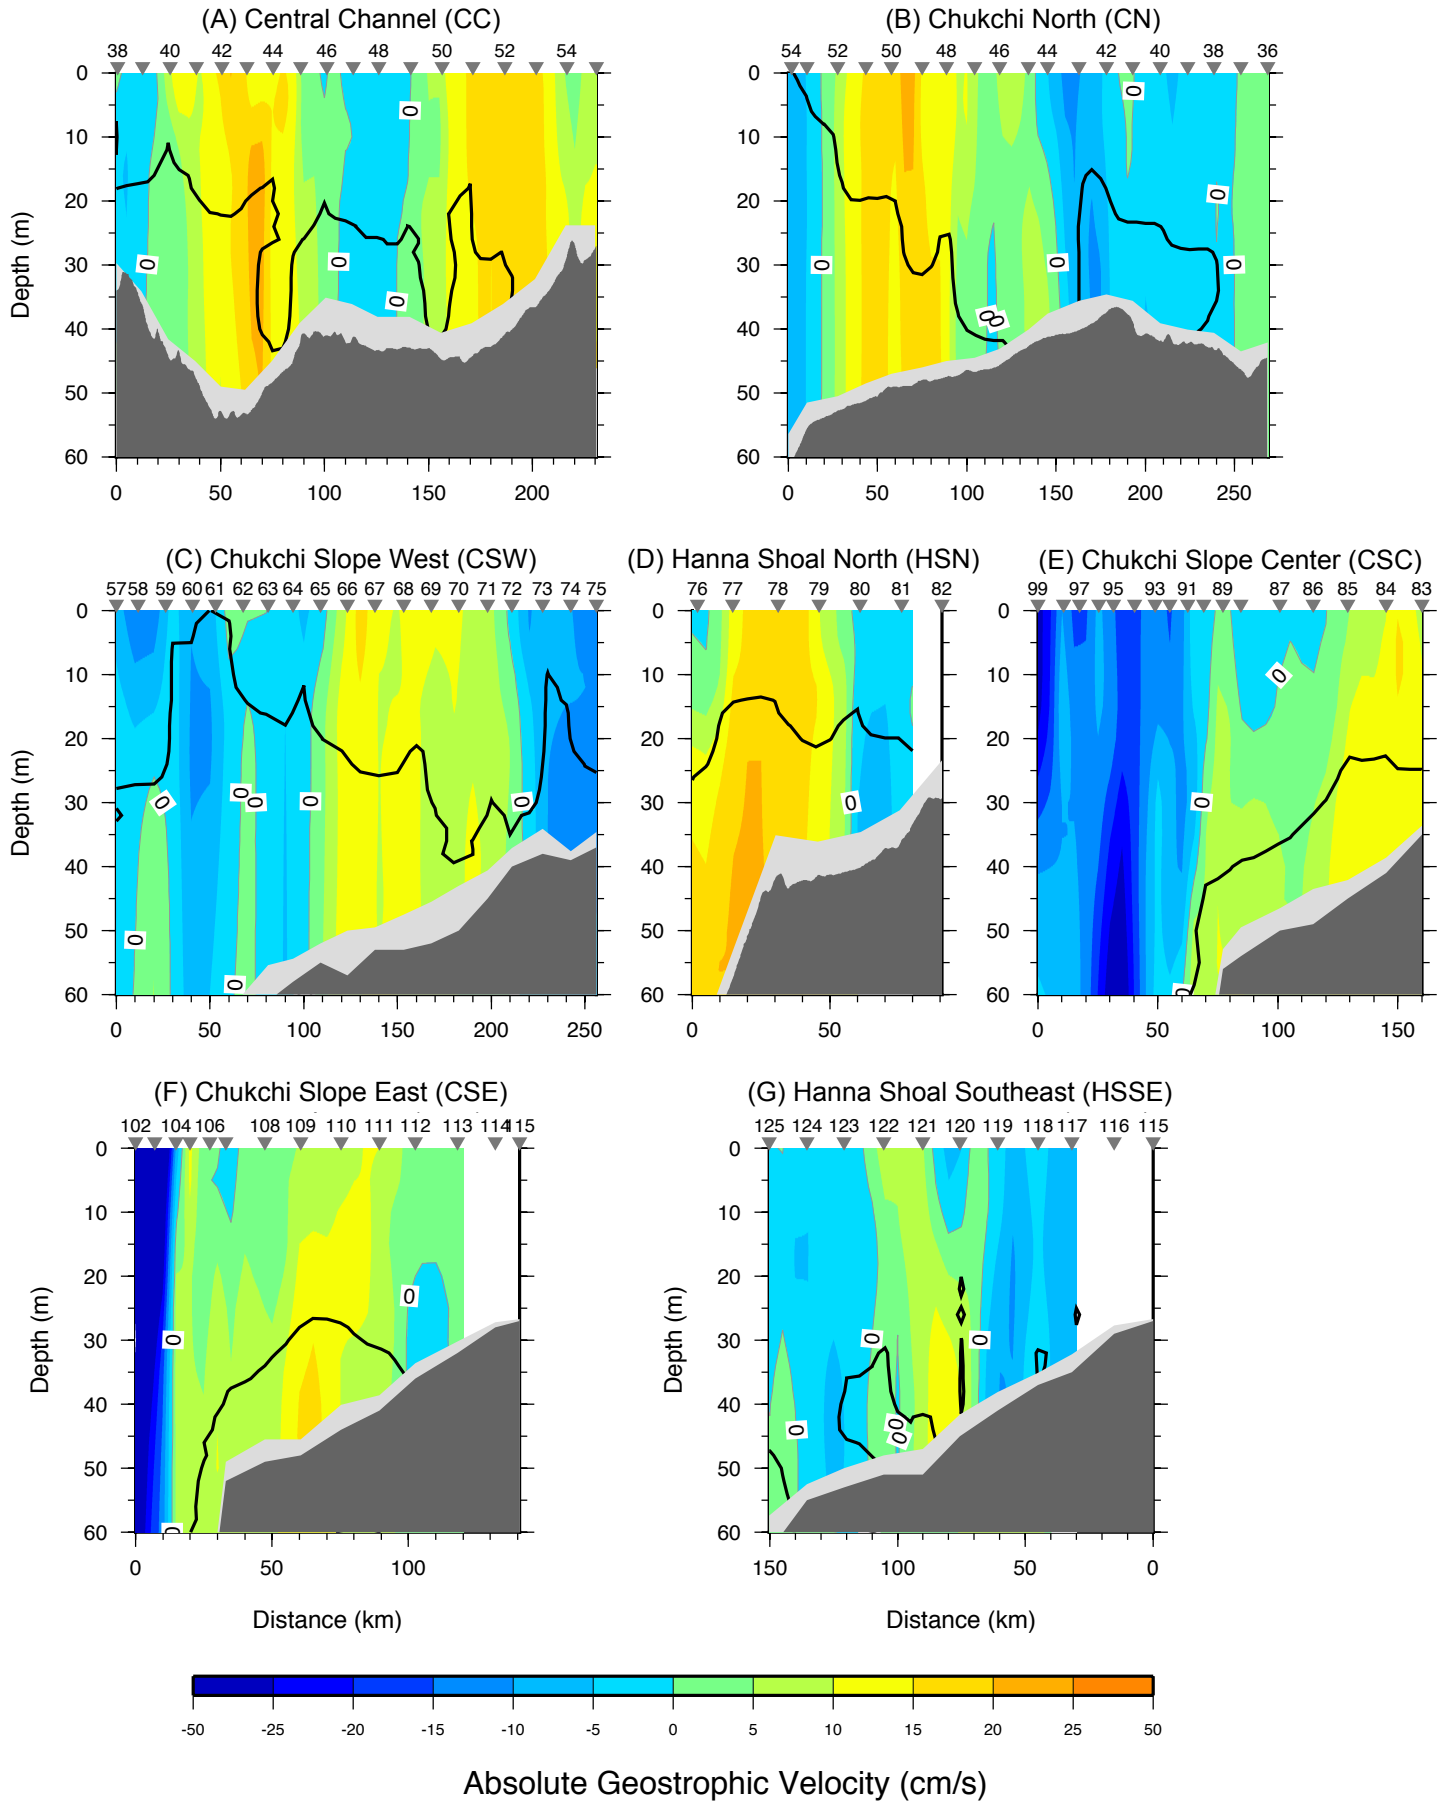 (A) Central Channel (CC)
38 40 42 44 46 48 50 52 54
0
10
20
30
40
50
60
Depth (m)
0 0 0 0
0 50 100 150 200
(B) Chukchi North (CN)
54 52 50 48 46 44 42 40 38 36
0
10
20
30
40
50
60
0 0 0 0 0 0 0
0 50 100 150 200 250
(C) Chukchi Slope West (CSW)
57 58 59 60 61 62 63 64 65 66 67 68 69 70 71 72 73 74 75
0
10
20
30
40
50
60
Depth (m)
0 0 0 0 0 0 0
0 50 100 150 200 250
(D) Hanna Shoal North (HSN)
76 77 78 79 80 81 82
0
10
20
30
40
50
60
0
0 50
(E) Chukchi Slope Center (CSC)
99 97 95 93 91 89 87 86 85 84 83
0
10
20
30
40
50
60
0 0 0
0 50 100 150
(F) Chukchi Slope East (CSE)
102 104 106 108 109 110 111 112 113 114 115
0
10
20
30
40
50
60
Depth (m)
0 0 0
0 50 100
Distance (km)
(G) Hanna Shoal Southeast (HSSE)
125 124 123 122 121 120 119 118 117 116 115
0
10
20
30
40
50
60
Depth (m)
0 0 0 0 0
150 100 50 0
Distance (km)
-50 -25 -20 -15 -10 -5 0 5 10 15 20 25 50
Absolute Geostrophic Velocity (cm/s)